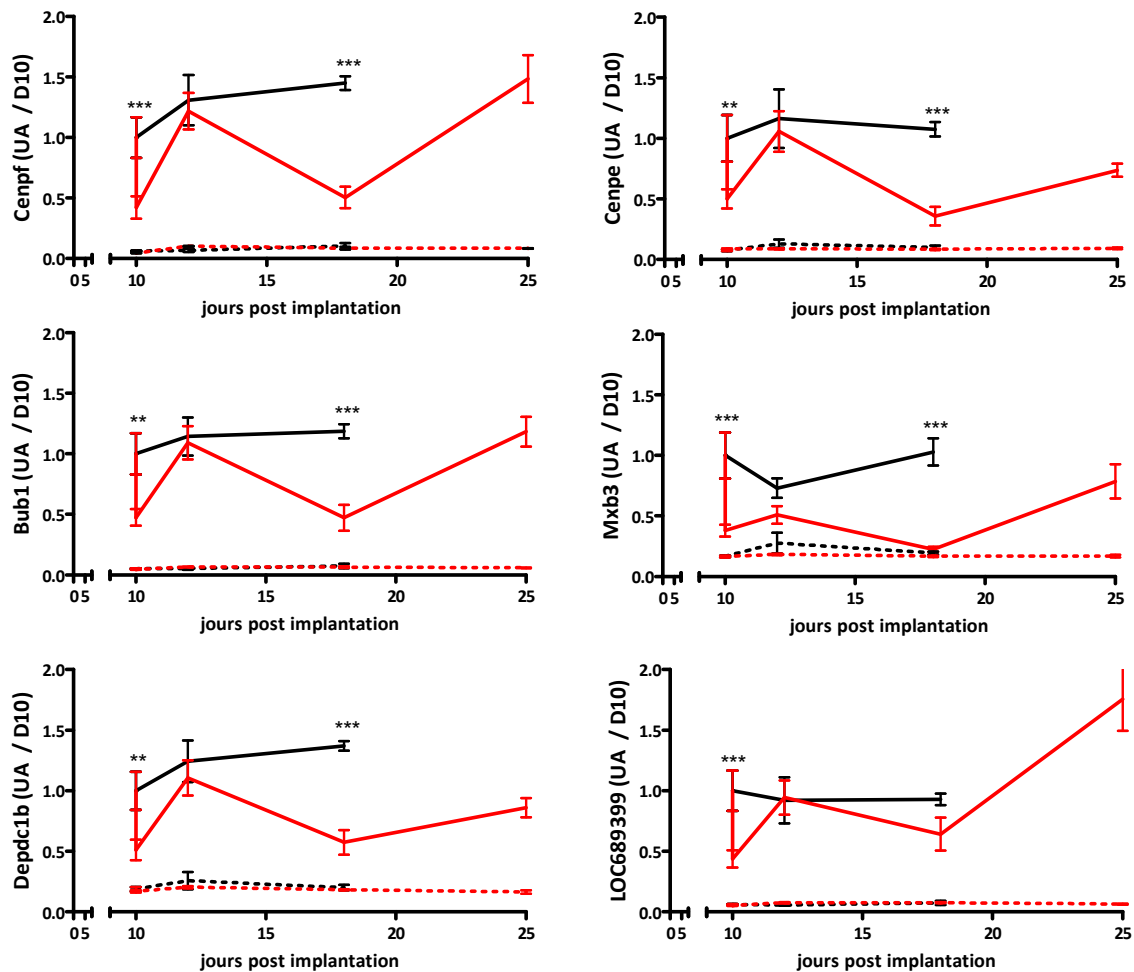 Cenpf (UA / D10)
2.0
1.5
1.0
0.5
0.0
***
***
0 5 10 15 20 25
jours post implantation
Cenpe (UA / D10)
2.0
1.5
1.0
0.5
0.0
**
***
0 5 10 15 20 25
jours post implantation
Bub1 (UA / D10)
2.0
1.5
1.0
0.5
0.0
**
***
0 5 10 15 20 25
jours post implantation
Mxb3 (UA / D10)
2.0
1.5
1.0
0.5
0.0
***
***
0 5 10 15 20 25
jours post implantation
Depdc1b (UA / D10)
2.0
1.5
1.0
0.5
0.0
**
***
0 5 10 15 20 25
jours post implantation
LOC689399 (UA / D10)
2.0
1.5
1.0
0.5
0.0
***
0 5 10 15 20 25
jours post implantation